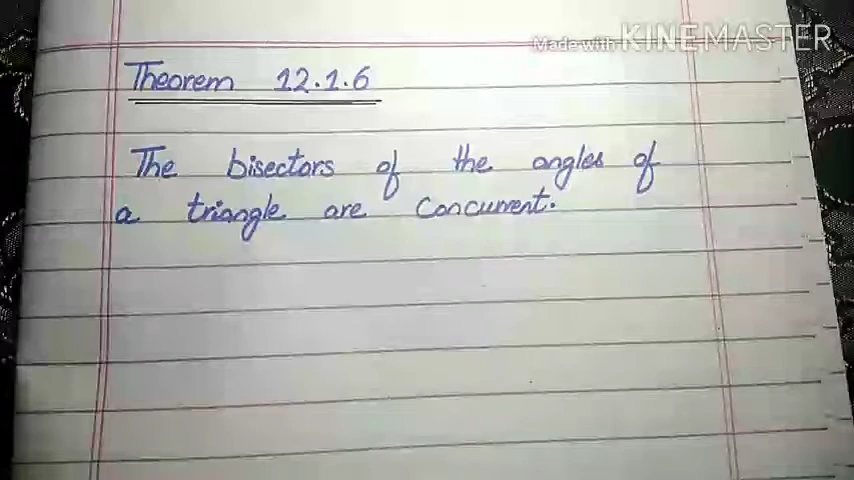 Made with KINEMASTER
Theorem 12.1.6
The bisectors of the angles of
a triangle are concurrent.